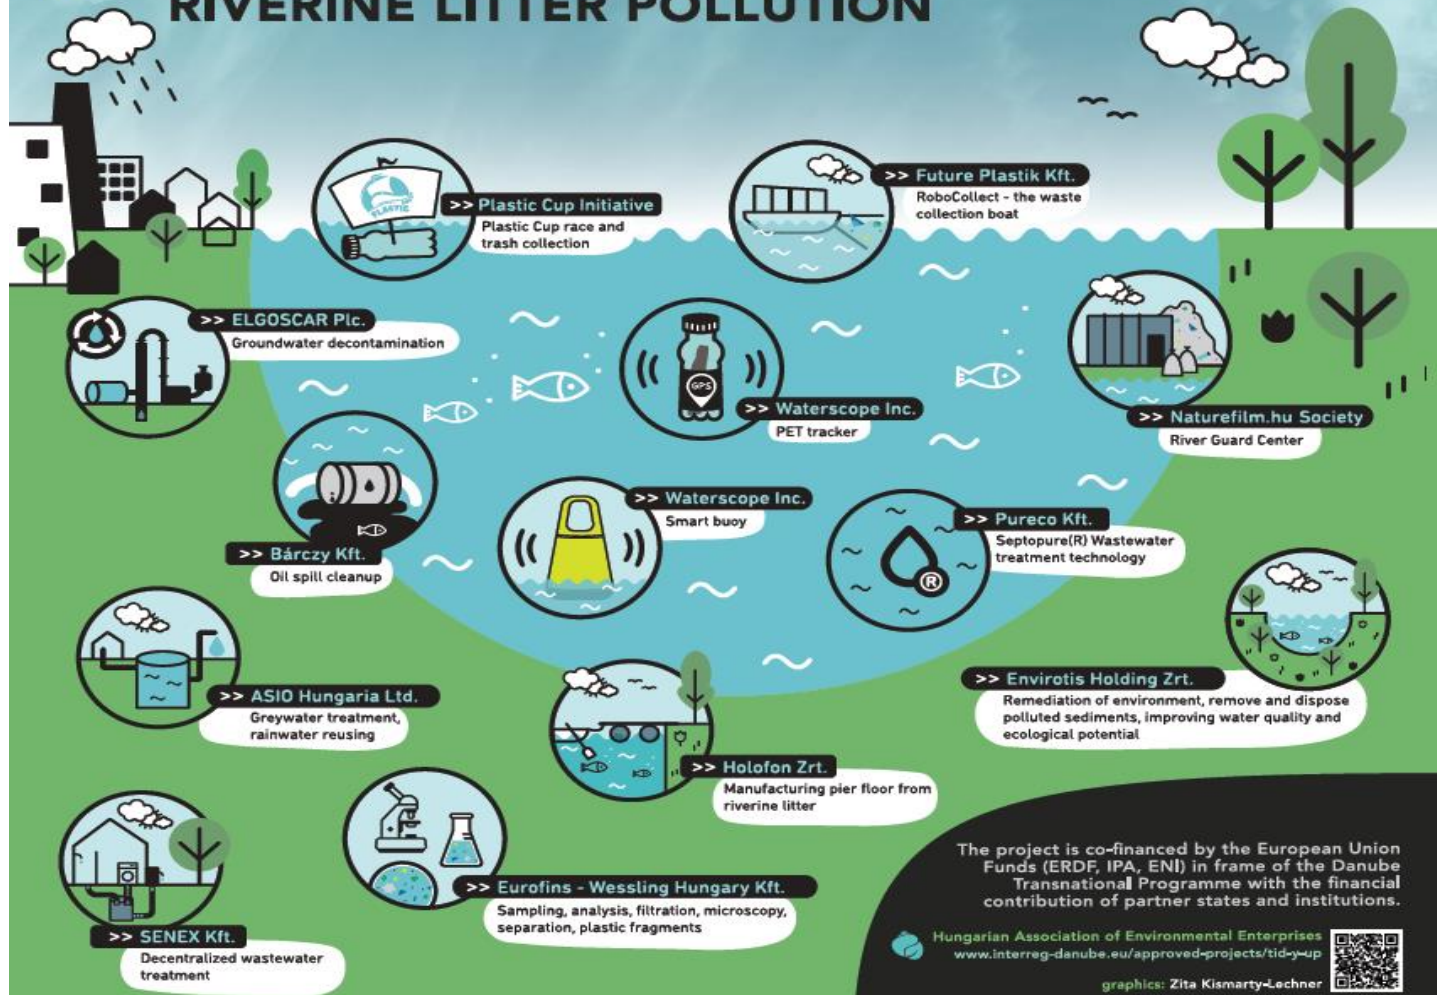 RIVERINE LITTER POLLUTION
>> Plastic Cup Initiative
Plastic Cup race and
trash collection
PLASTIC
>> Future Plastik Kft.
RoboCollect - the waste
collection boat
>> ELGOSCAR Plc.
Groundwater decontamination
GPS
>> Waterscope Inc.
PET tracker
>> Naturefilm.hu Society
River Guard Center
>> Bárczy Kft.
Oil spill cleanup
>> Waterscope Inc.
Smart buoy
>> Pureco Kft.
Septopure(R) Wastewater
treatment technology
®
>> ASIO Hungaria Ltd.
Greywater treatment,
rainwater reusing
>> Envirotis Holding Zrt.
Remediation of environment, remove and dispose
polluted sediments, improving water quality and
ecological potential
>> Holofon Zrt.
Manufacturing pier floor from
riverine litter
>> Eurofins - Wessling Hungary Kft.
Sampling, analysis, filtration, microscopy,
separation, plastic fragments
>> SENEX Kft.
Decentralized wastewater
treatment
The project is co-financed by the European Union
Funds (ERDF, IPA, ENI) in frame of the Danube
Transnational Programme with the financial
contribution of partner states and institutions.
Hungarian Association of Environmental Enterprises
www.interreg-danube.eu/approved-projects/tid-y-up
graphics: Zita Kismarty-Lechner